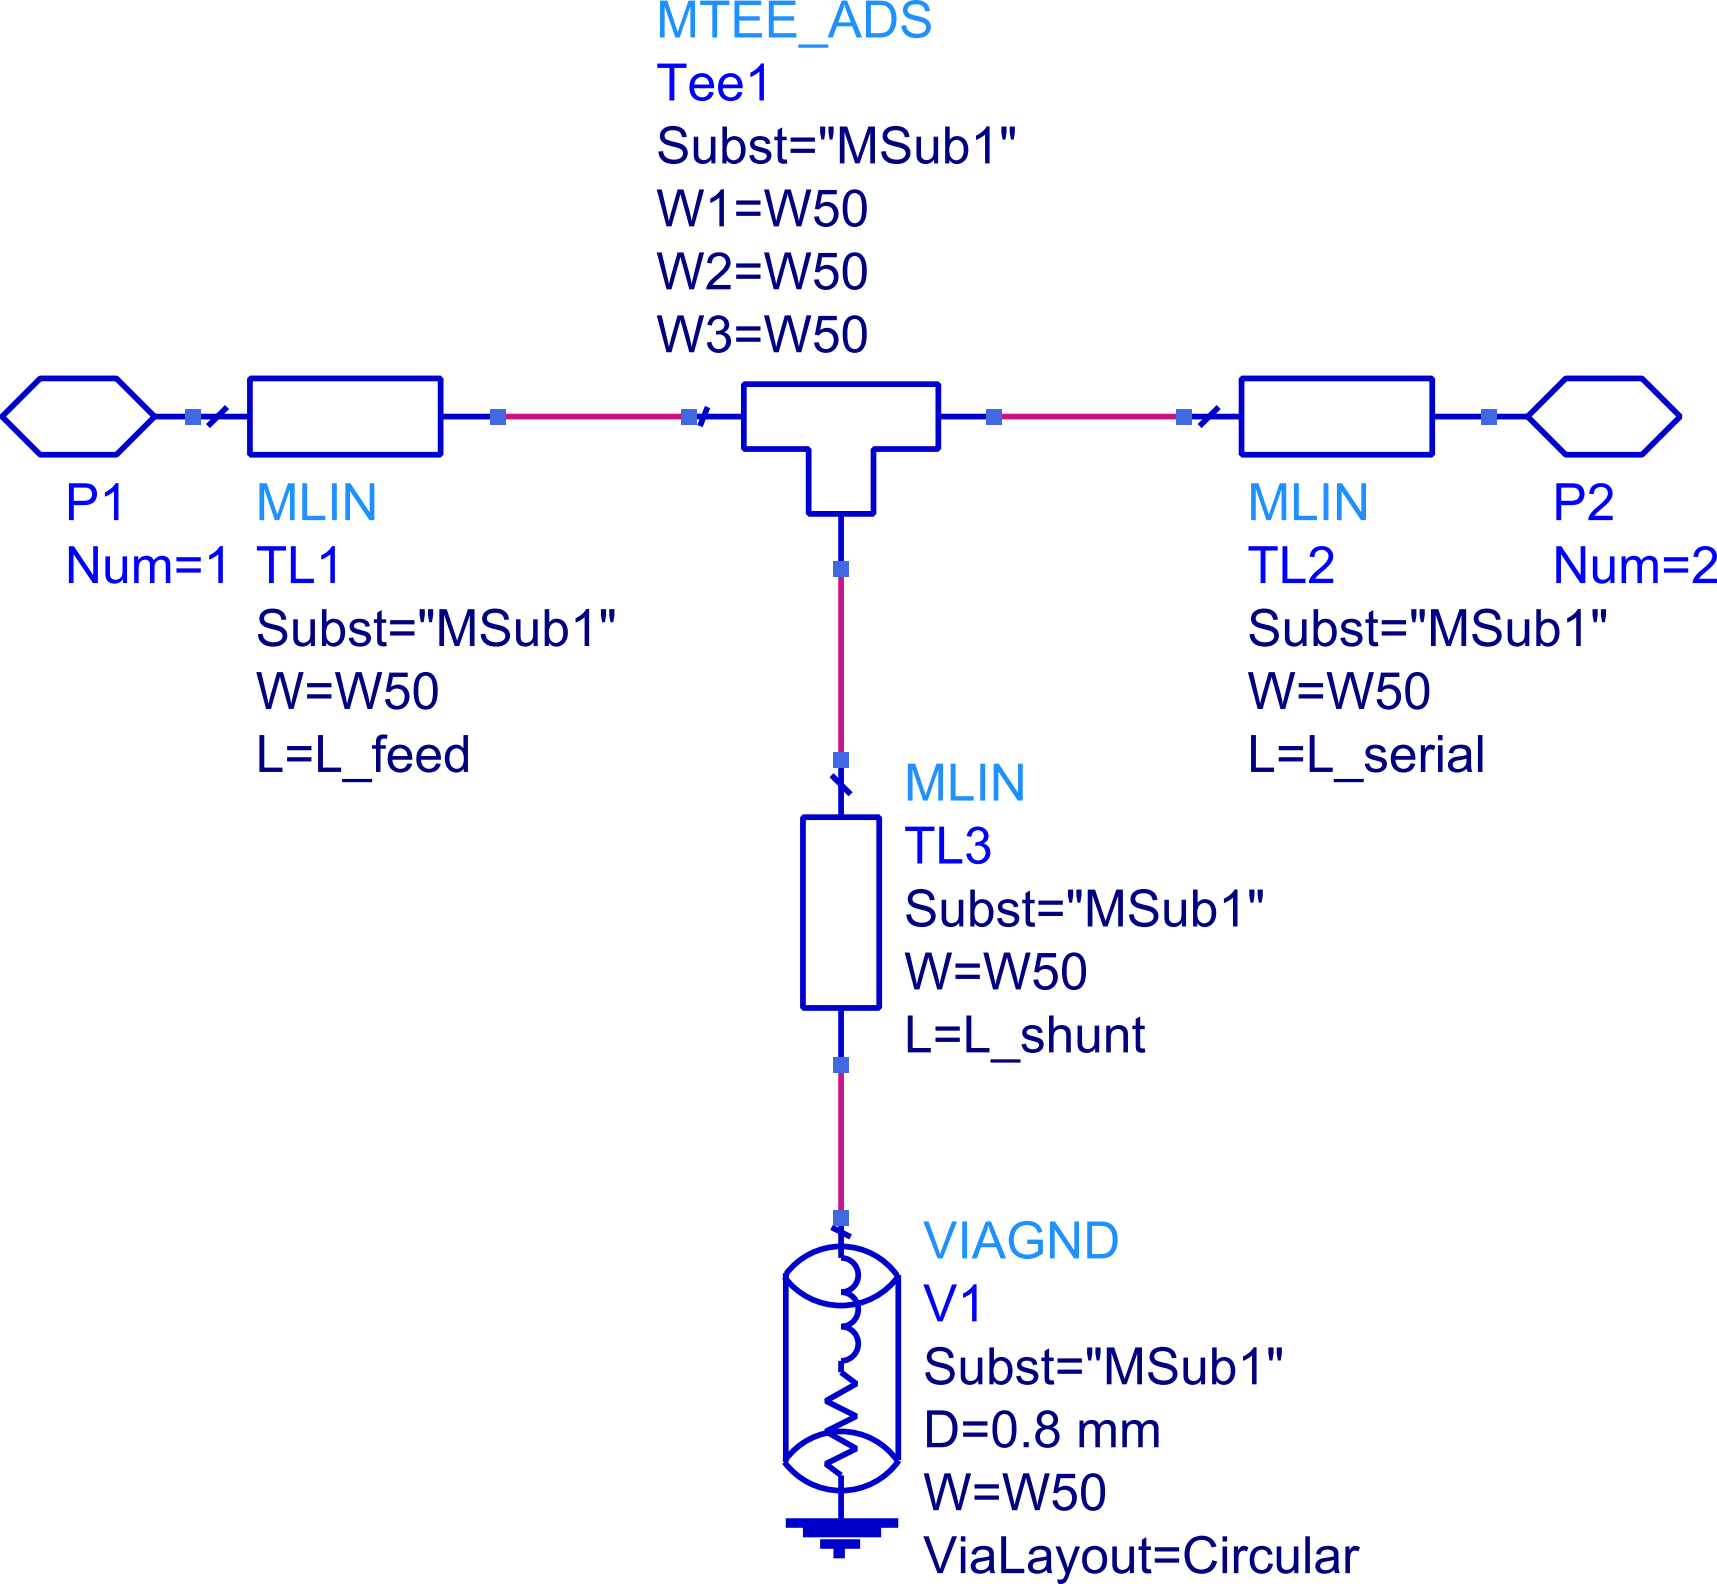 MTEE_ADS
Tee1
Subst="MSub1"
W1=W50
W2=W50
W3=W50
P1
Num=1
MLIN
TL1
Subst="MSub1"
W=W50
L=L_feed
MLIN
TL2
Subst="MSub1"
W=W50
L=L_serial
P2
Num=2
MLIN
TL3
Subst="MSub1"
W=W50
L=L_shunt
VIAGND
V1
Subst="MSub1"
D=0.8 mm
W=W50
ViaLayout=Circular